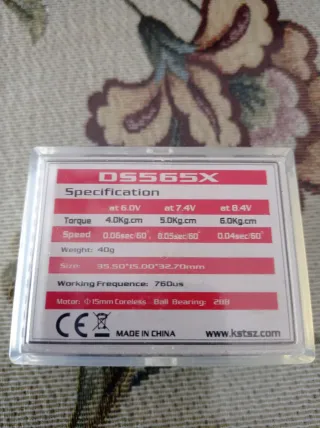 DS565X
Specification
at 6.0V at 7.4V at 8.4V
Torque 4.0Kg.cm 5.0Kg.cm 6.0Kg.cm
Speed 0.06sec/60° 0.05sec/60° 0.04sec/60°
Weight: 40g
Size: 35.50*15.00*32.70mm
Working Frequence: 760us
Motor: Φ15mm Coreless Ball Bearing: 2BB
CE MADE IN CHINA www.kstsz.com